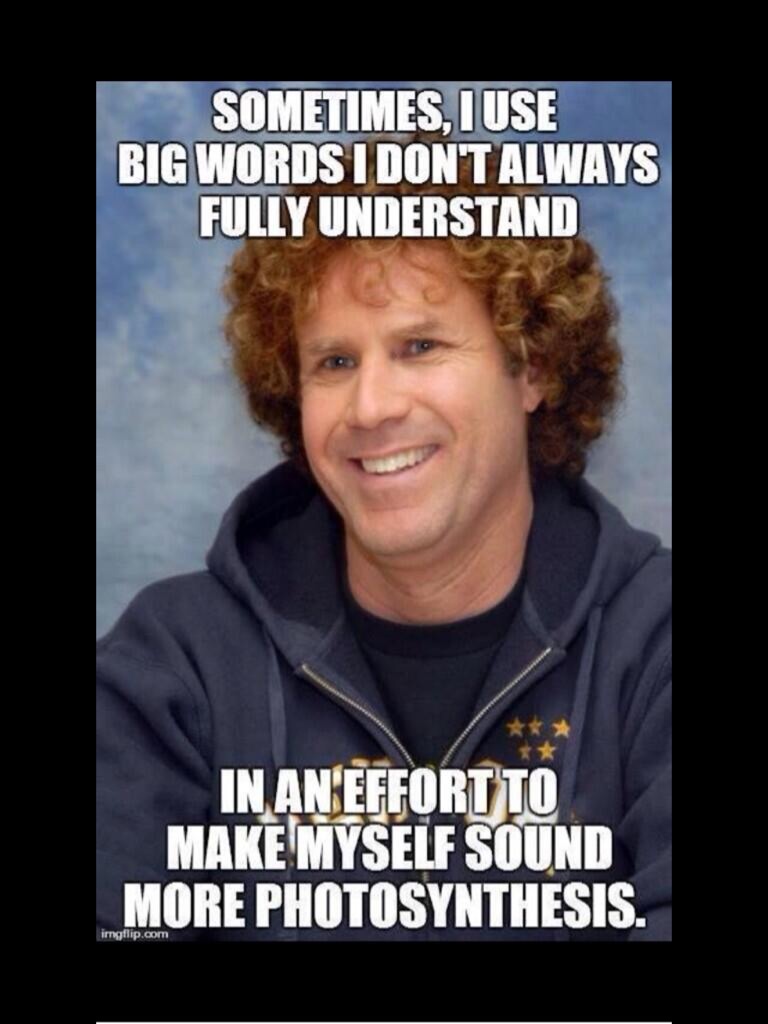 SOMETIMES, I USE
BIG WORDS I DON'T ALWAYS
FULLY UNDERSTAND
IN AN EFFORT TO
MAKE MYSELF SOUND
MORE PHOTOSYNTHESIS.
imgflip.com